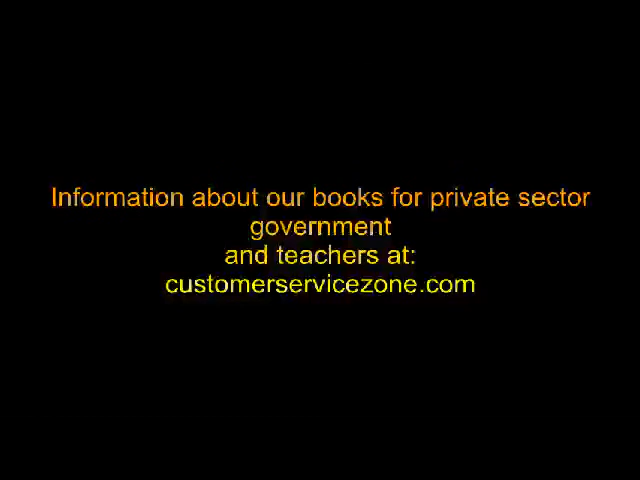 Information about our books for private sector
government
and teachers at:
customerservicezone.com